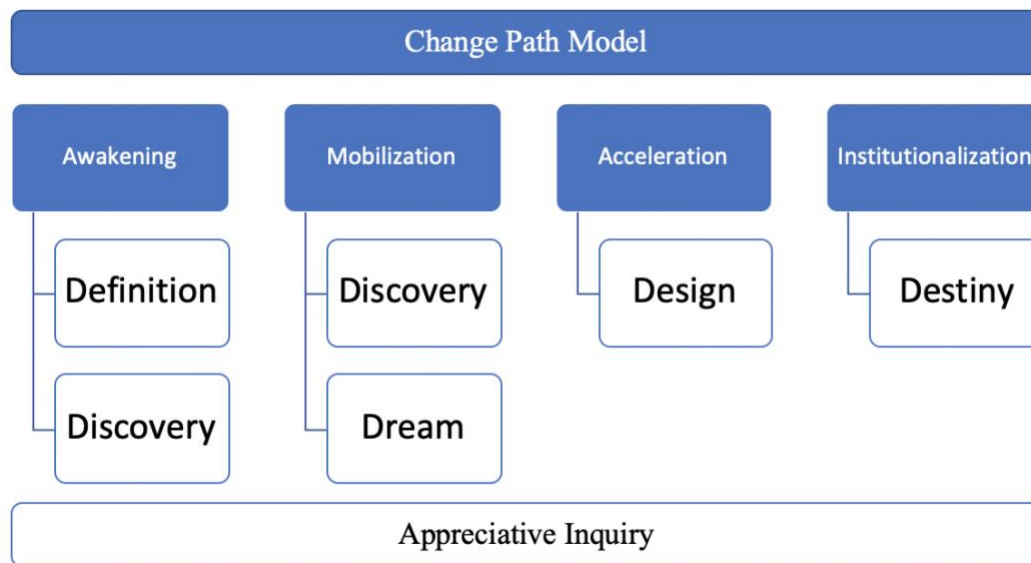 Change Path Model
Awakening
Mobilization
Acceleration
Institutionalization
Definition
Discovery
Design
Destiny
Discovery
Dream
Appreciative Inquiry